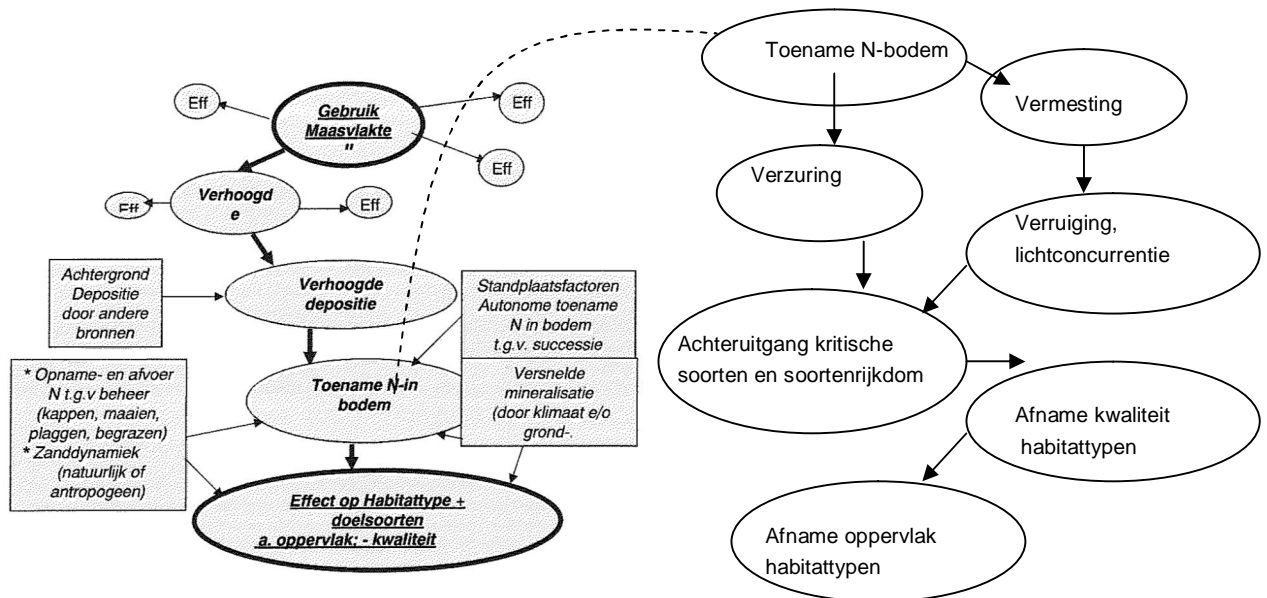 Eff
Eff
Eff
Gebruik
Maasvlakte
"
Eff
Eff
Verhoogd
e
Achtergrond
Depositie
door andere
bronnen
Verhoogde
depositie
Standplaatsfactoren
Autonome toename
N in bodem
t.g.v. successie
* Opname- en afvoer
N t.g.v beheer
(kappen, maaien,
plaggen, begrazen)
* Zanddynamiek
(natuurlijk of
antropogeen)
Toename N-in
bodem
Versnelde
mineralisatie
(door klimaat e/o
grond-.
Effect op Habitattype +
doelsoorten
a. oppervlak; - kwaliteit
Toename N-bodem
Vermesting
Verzuring
Verruiging,
lichtconcurrentie
Achteruitgang kritische
soorten en soortenrijkdom
Afname kwaliteit
habitattypen
Afname oppervlak
habitattypen